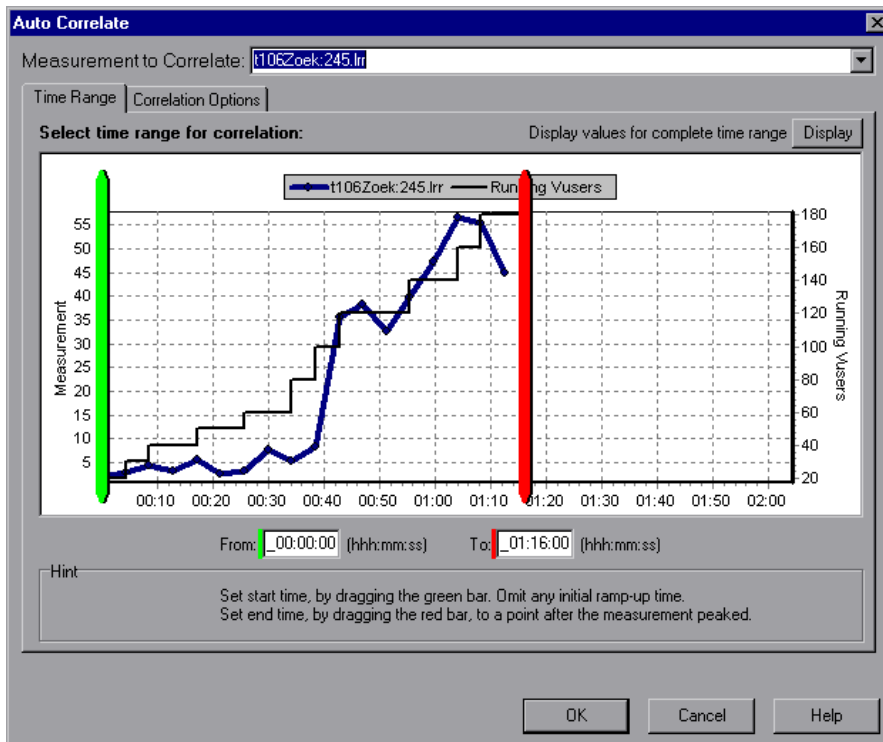 Auto Correlate
Measurement to Correlate: t106Zoek:245.lrr
Time Range
Correlation Options
Select time range for correlation:
Display values for complete time range
Display
t106Zoek:245.lrr
Running Vusers
55
50
45
40
35
30
25
20
15
10
5
Measurement
180
160
140
120
100
80
60
40
20
Running Vusers
00:10 00:20 00:30 00:40 00:50 01:00 01:10 01:20 01:30 01:40 01:50 02:00
From: _00:00:00 (hhh:mm:ss) To: _01:16:00 (hhh:mm:ss)
Hint
Set start time, by dragging the green bar. Omit any initial ramp-up time.
Set end time, by dragging the red bar, to a point after the measurement peaked.
OK
Cancel
Help